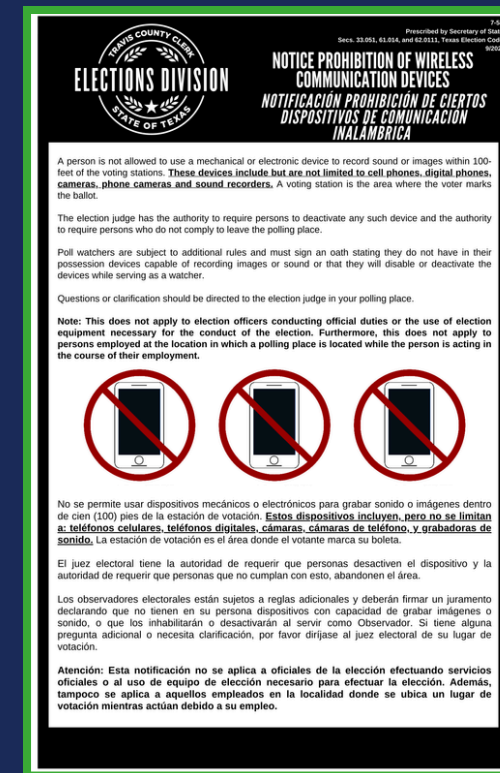 7-5
Prescribed by Secretary of Stat
Secs. 33.051, 61.014, and 62.0111, Texas Election Cod
9/202
TRAVIS COUNTY CLERK
ELECTIONS DIVISION
STATE OF TEXAS
NOTICE PROHIBITION OF WIRELESS
COMMUNICATION DEVICES
NOTIFICACIÓN PROHIBICIÓN DE CIERTOS
DISPOSITIVOS DE COMUNICACIÓN
INALÁMBRICA
A person is not allowed to use a mechanical or electronic device to record sound or images within 100-
feet of the voting stations. These devices include but are not limited to cell phones, digital phones,
cameras, phone cameras and sound recorders. A voting station is the area where the voter marks
the ballot.
The election judge has the authority to require persons to deactivate any such device and the authority
to require persons who do not comply to leave the polling place.
Poll watchers are subject to additional rules and must sign an oath stating they do not have in their
possession devices capable of recording images or sound or that they will disable or deactivate the
devices while serving as a watcher.
Questions or clarification should be directed to the election judge in your polling place.
Note: This does not apply to election officers conducting official duties or the use of election
equipment necessary for the conduct of the election. Furthermore, this does not apply to
persons employed at the location in which a polling place is located while the person is acting in
the course of their employment.
No se permite usar dispositivos mecánicos o electrónicos para grabar sonido o imágenes dentro
de cien (100) pies de la estación de votación. Estos dispositivos incluyen, pero no se limitan
a: teléfonos celulares, teléfonos digitales, cámaras, cámaras de teléfono, y grabadoras de
sonido. La estación de votación es el área donde el votante marca su boleta.
El juez electoral tiene la autoridad de requerir que personas desactiven el dispositivo y la
autoridad de requerir que personas que no cumplan con esto, abandonen el área.
Los observadores electorales están sujetos a reglas adicionales y deberán firmar un juramento
declarando que no tienen en su persona dispositivos con capacidad de grabar imágenes o
sonido, o que los inhabilitarán o desactivarán al servir como Observador. Si tiene alguna
pregunta adicional o necesita clarificación, por favor diríjase al juez electoral de su lugar de
votación.
Atención: Esta notificación no se aplica a oficiales de la elección efectuando servicios
oficiales o al uso de equipo de elección necesario para efectuar la elección. Además,
tampoco se aplica a aquellos empleados en la localidad donde se ubica un lugar de
votación mientras actúan debido a su empleo.